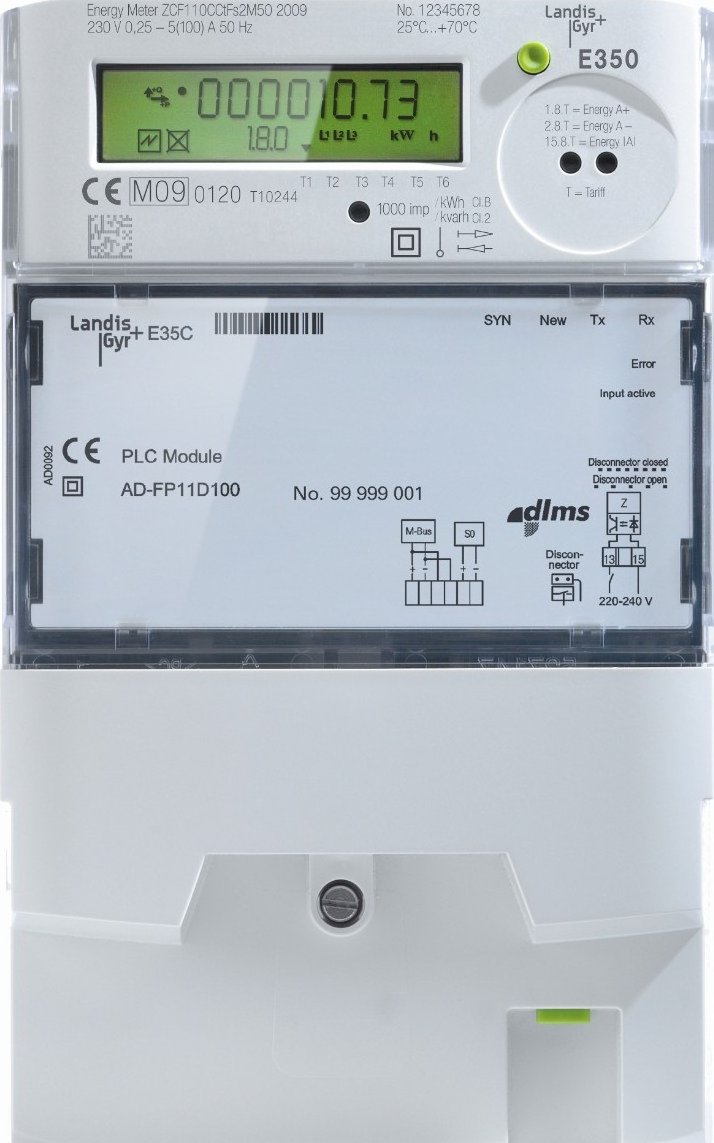 Energy Meter ZCF110CCtFs2M50 2009
230 V 0,25 – 5(100) A 50 Hz
No. 12345678
25°C...+70°C
Landis
Gyr+
E350
000010.73
1.8.0
L1 L2 L3
kW h
1.8.T = Energy A+
2.8.T = Energy A –
15.8.T = Energy IAI
T = Tariff
T1 T2 T3 T4 T5 T6
CE M09 0120 T10244
1000 imp /kWh Cl.B
/kvarh Cl.2
Landis
Gyr+ E35C
SYN New Tx Rx
Error
Input active
AD0092
CE PLC Module
AD-FP11D100
No. 99 999 001
Disconnector closed
Disconnector open
dlms
M-Bus
S0
+ – + –
Discon-
nector
Z
13 15
220-240 V